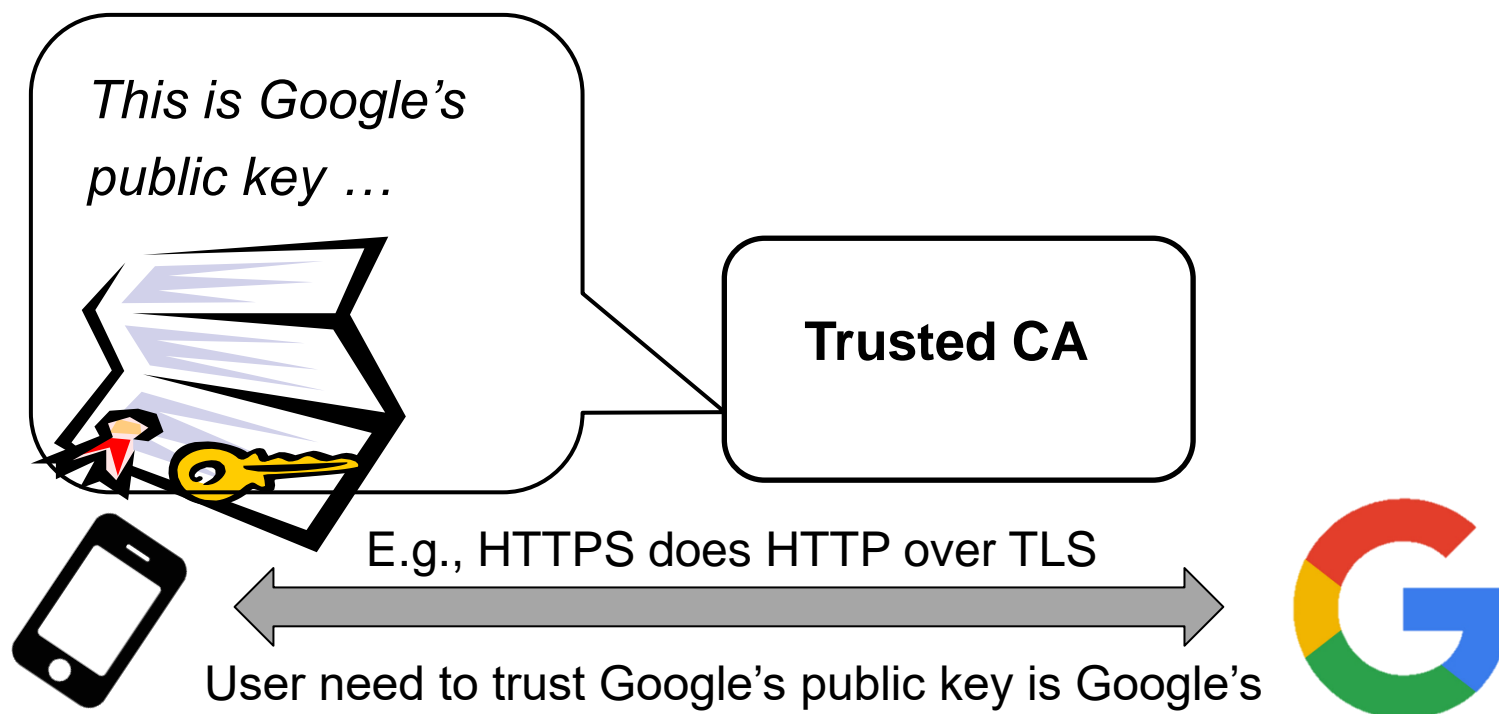 This is Google’s
public key …
Trusted CA
E.g., HTTPS does HTTP over TLS
User need to trust Google’s public key is Google’s